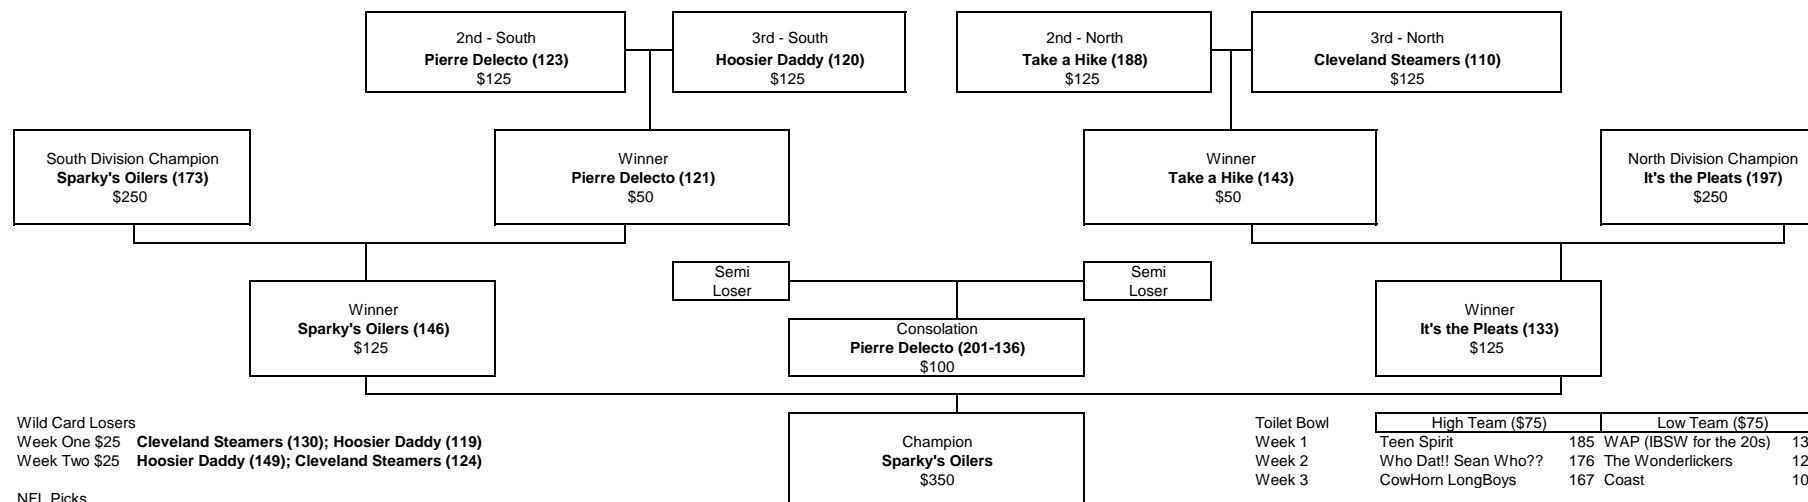 2nd - South
Pierre Delecto (123)
$125
3rd - South
Hoosier Daddy (120)
$125
2nd - North
Take a Hike (188)
$125
3rd - North
Cleveland Steamers (110)
$125
South Division Champion
Sparky's Oilers (173)
$250
Winner
Pierre Delecto (121)
$50
Winner
Take a Hike (143)
$50
North Division Champion
It's the Pleats (197)
$250
Semi
Loser
Semi
Loser
Winner
Sparky's Oilers (146)
$125
Consolation
Pierre Delecto (201-136)
$100
Winner
It's the Pleats (133)
$125
Wild Card Losers
Week One $25 Cleveland Steamers (130); Hoosier Daddy (119)
Week Two $25 Hoosier Daddy (149); Cleveland Steamers (124)
NFL Picks
Champion
Sparky's Oilers
$350
Toilet Bowl High Team ($75) Low Team ($75)
Week 1 Teen Spirit 185 WAP (IBSW for the 20s)
Week 2 Who Dat!! Sean Who?? 176 The Wonderlickers
Week 3 CowHorn LongBoys 167 Coast